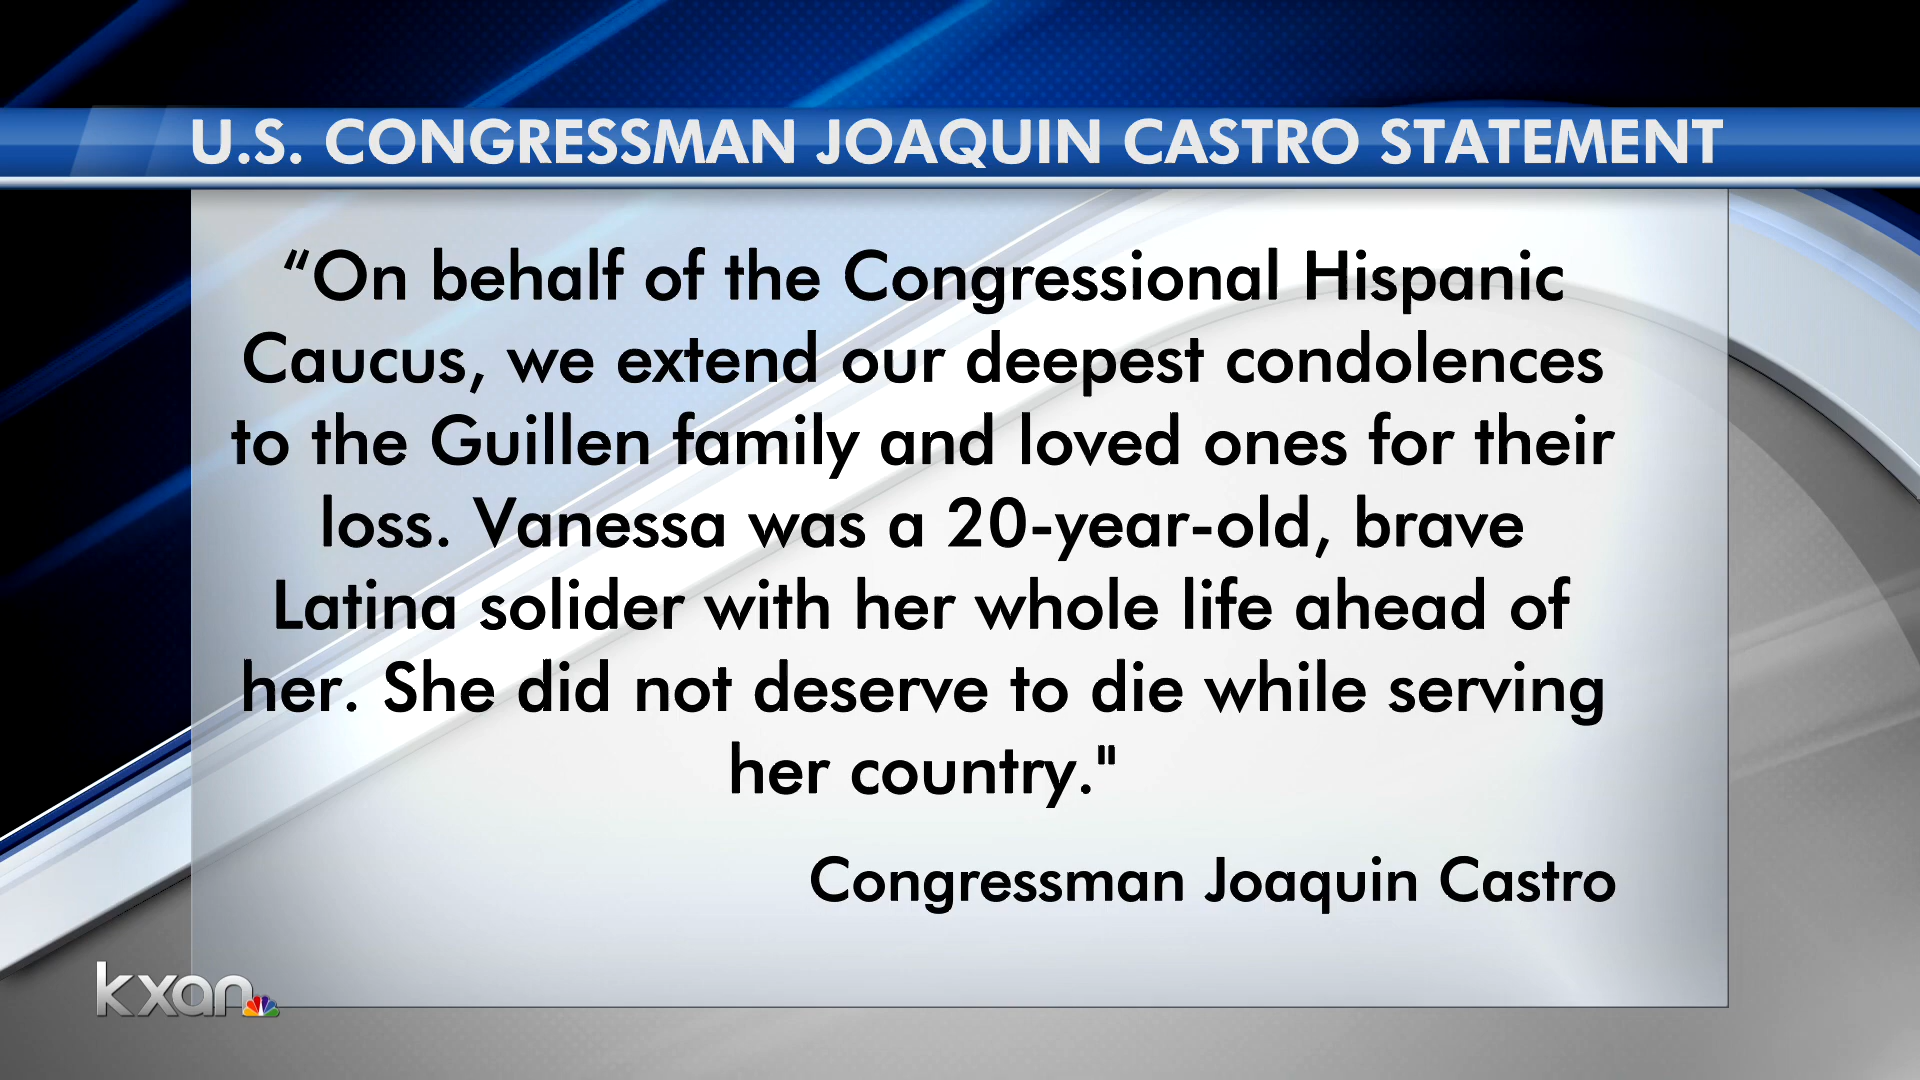 U.S. CONGRESSMAN JOAQUIN CASTRO STATEMENT
“On behalf of the Congressional Hispanic
Caucus, we extend our deepest condolences
to the Guillen family and loved ones for their
loss. Vanessa was a 20-year-old, brave
Latina solider with her whole life ahead of
her. She did not deserve to die while serving
her country."
Congressman Joaquin Castro
kxan